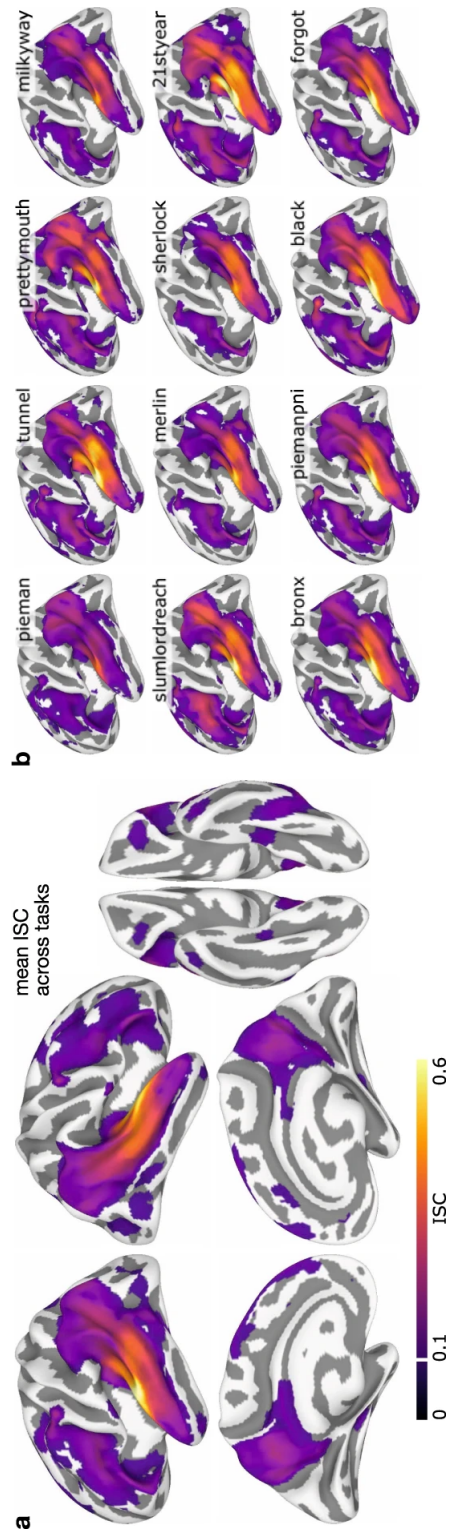 a
mean ISC
across tasks
0
0.1
ISC
0.6
b
pieman
tunnel
prettymouth
milkyway
slumlordreach
merlin
sherlock
21styear
bronx
piemanpni
black
forgot